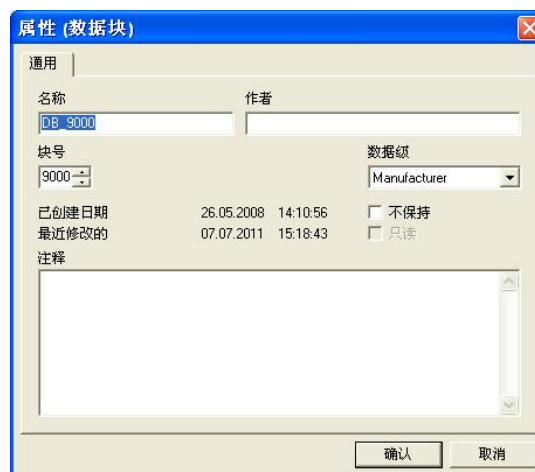 属性 (数据块)
通用
名称 作者
DB_9000
块号 数据级
9000 Manufacturer
已创建日期 26.05.2008 14:10:56 不保持
最近修改的 07.07.2011 15:18:43 只读
注释
确认 取消